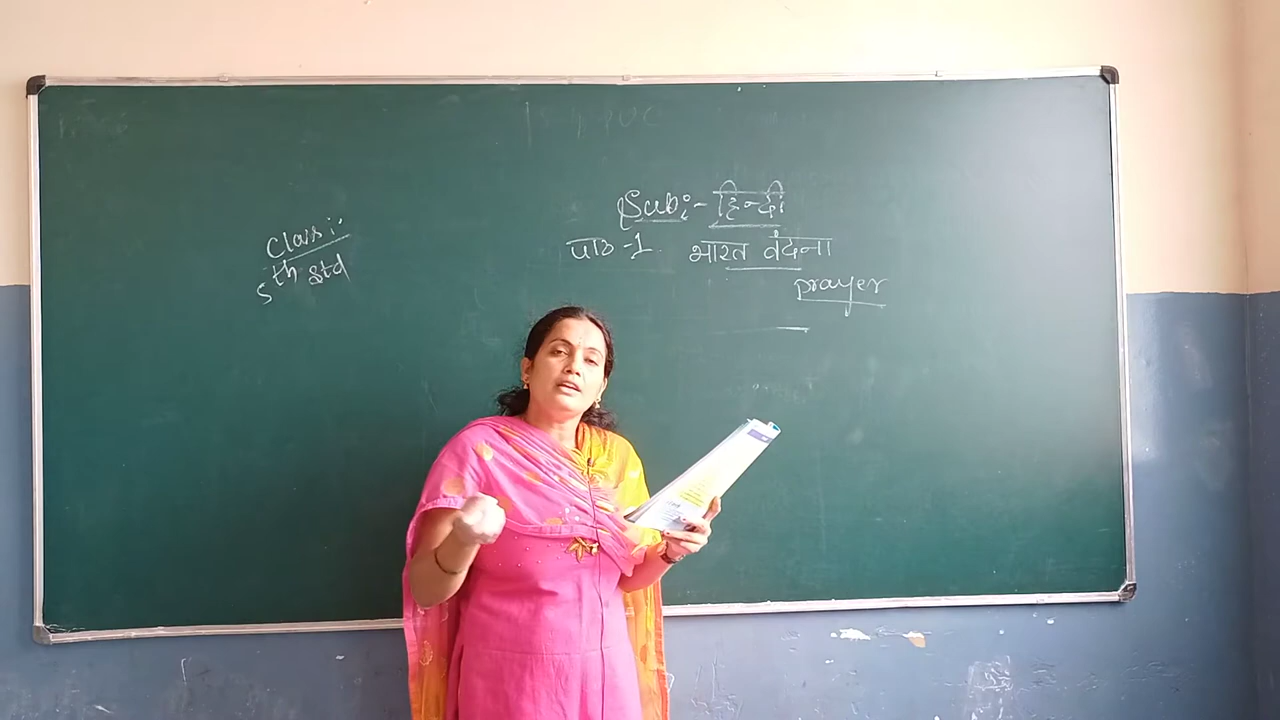 Class :-
5th std
Sub :- हिन्दी
पाठ -1. भारत वंदना
prayer